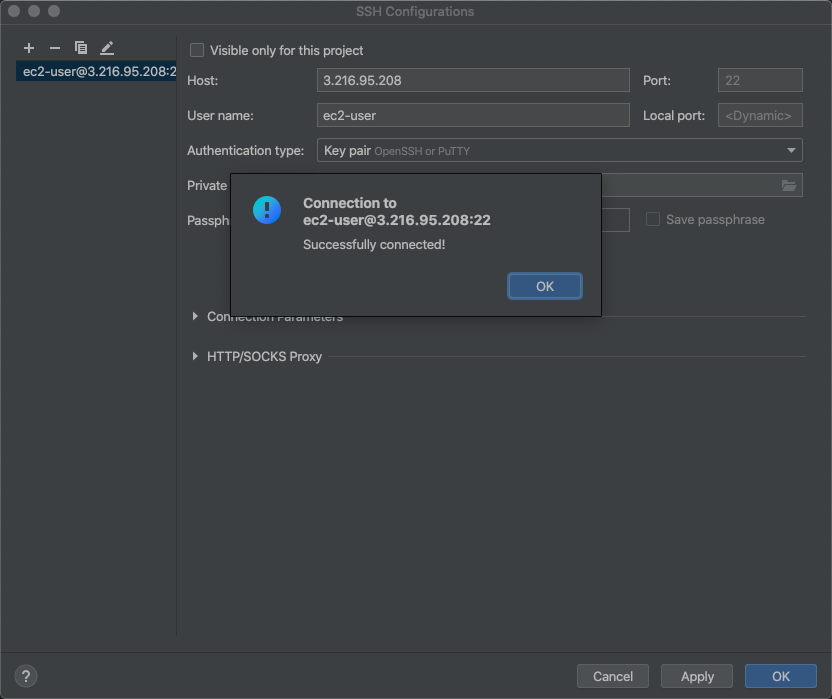 SSH Configurations
ec2-user@3.216.95.208:2
Visible only for this project
Host: 3.216.95.208 Port: 22
User name: ec2-user Local port: <Dynamic>
Authentication type: Key pair OpenSSH or PuTTY
Private
Passph Save passphrase
Connection to
ec2-user@3.216.95.208:22
Successfully connected!
OK
Connection Parameters
HTTP/SOCKS Proxy
? Cancel Apply OK